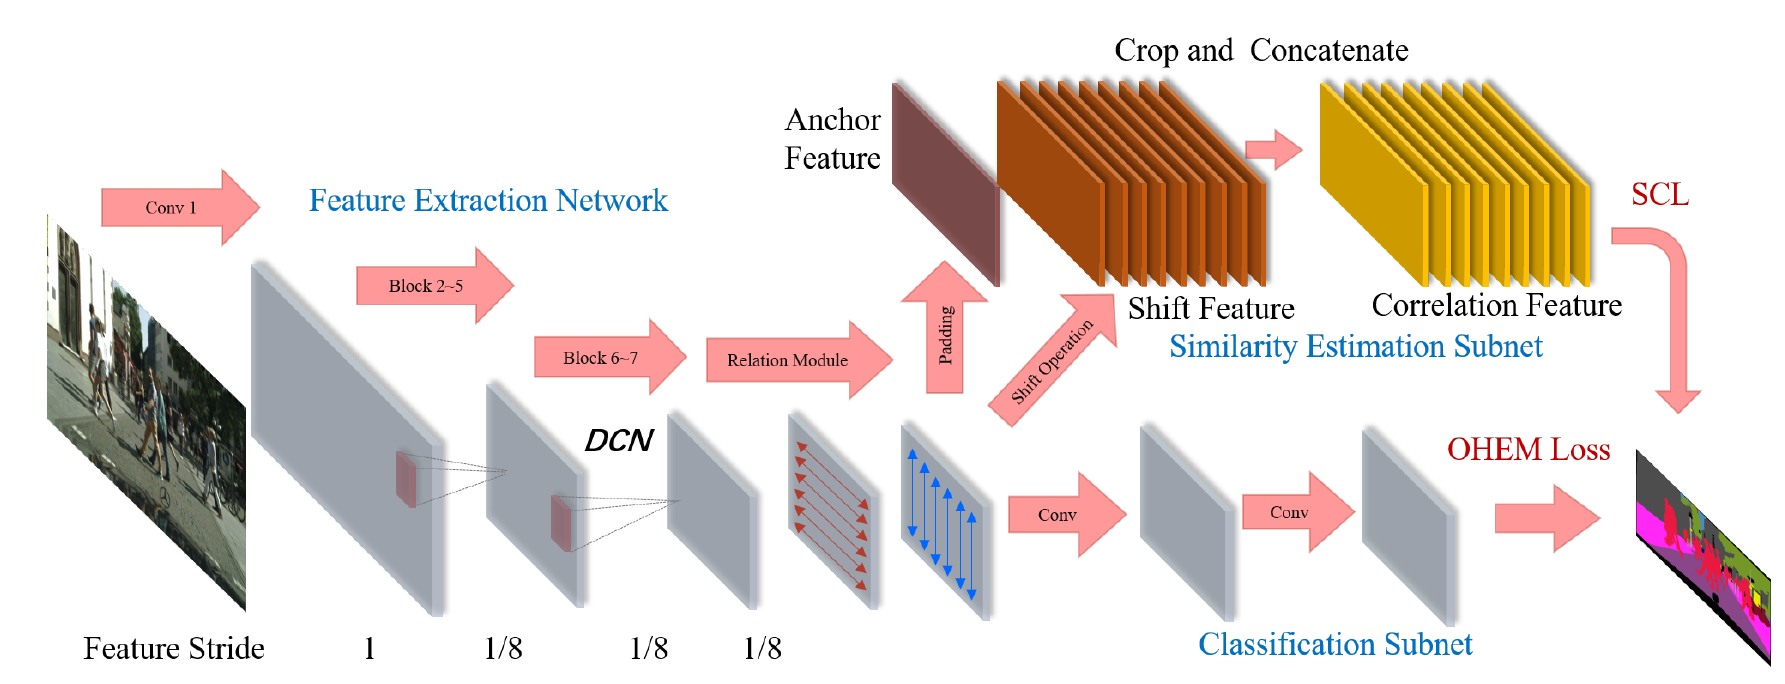 Crop and Concatenate
Anchor
Feature
Conv 1
Feature Extraction Network
SCL
Block 2~5
Shift Feature
Correlation Feature
Similarity Estimation Subnet
Block 6~7
Relation Module
Padding
Shift Operation
DCN
OHEM Loss
Conv
Conv
Feature Stride
1
1/8
1/8
1/8
Classification Subnet